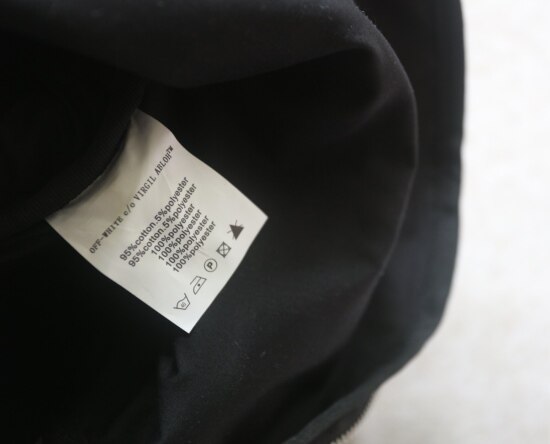 OFF-WHITE c/o VIRGIL ABLOH™
95%cotton.5%polyester
95%cotton.5%polyester
100%polyester
100%polyester
100%polyester
100%polyester
P